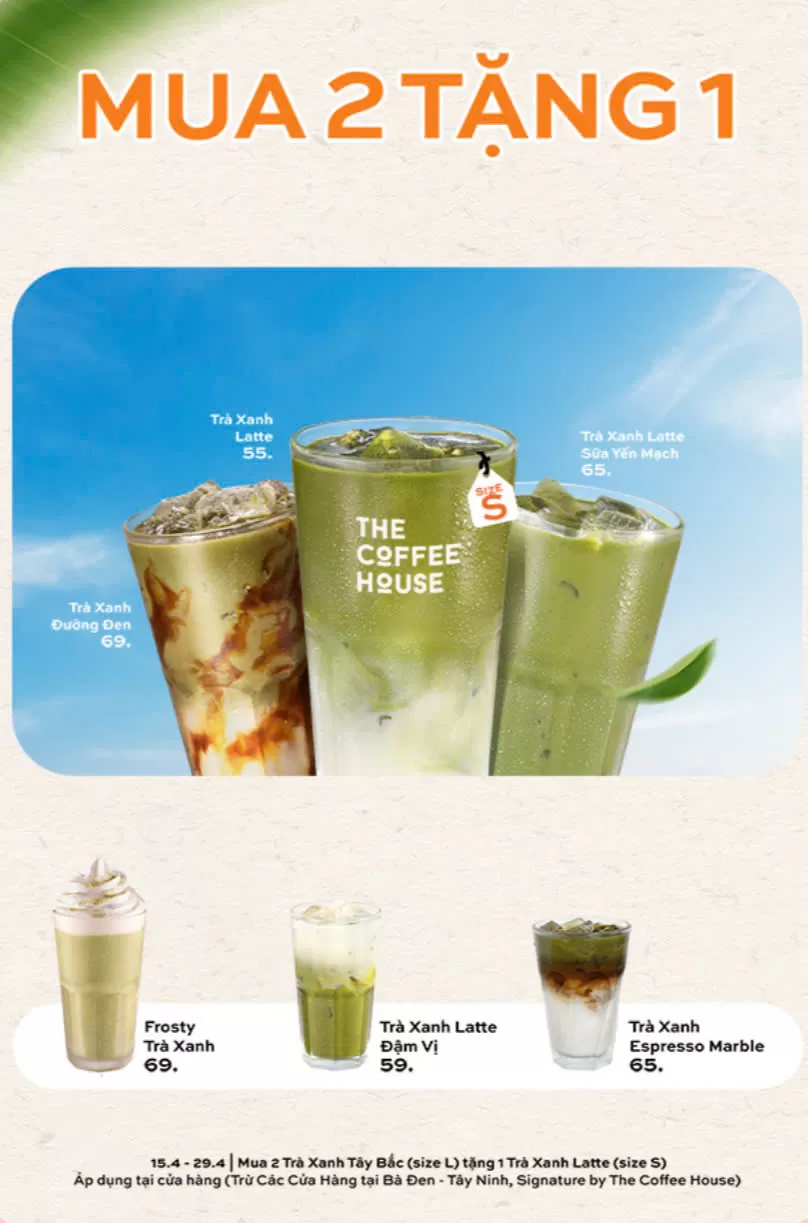 MUA 2 TẶNG 1
Trà Xanh
Latte
55.
Trà Xanh Latte
Sữa Yến Mạch
65.
SIZE
S
THE
COFFEE
HOUSE
Trà Xanh
Đường Đen
69.
Frosty
Trà Xanh
69.
Trà Xanh Latte
Đậm Vị
59.
Trà Xanh
Espresso Marble
65.
15.4 - 29.4 | Mua 2 Trà Xanh Tây Bắc (size L) tặng 1 Trà Xanh Latte (size S)
Áp dụng tại cửa hàng (Trừ Các Cửa Hàng tại Bà Đen - Tây Ninh, Signature by The Coffee House)